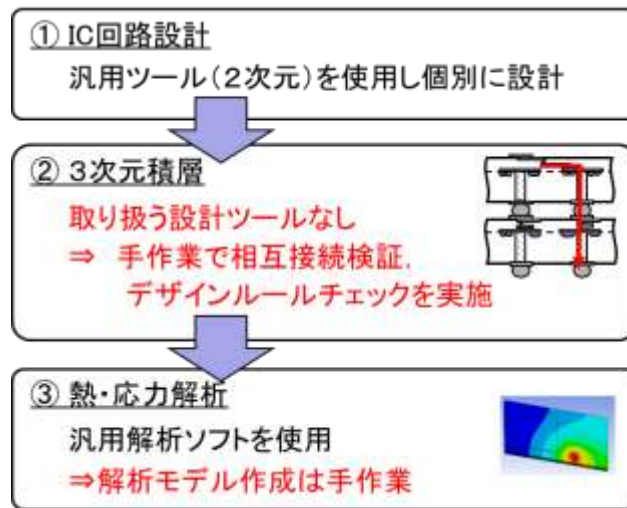 ① IC回路設計
汎用ツール(2次元)を使用し個別に設計
② 3次元積層
取り扱う設計ツールなし
⇒ 手作業で相互接続検証,
デザインルールチェックを実施
③ 熱・応力解析
汎用解析ソフトを使用
⇒解析モデル作成は手作業